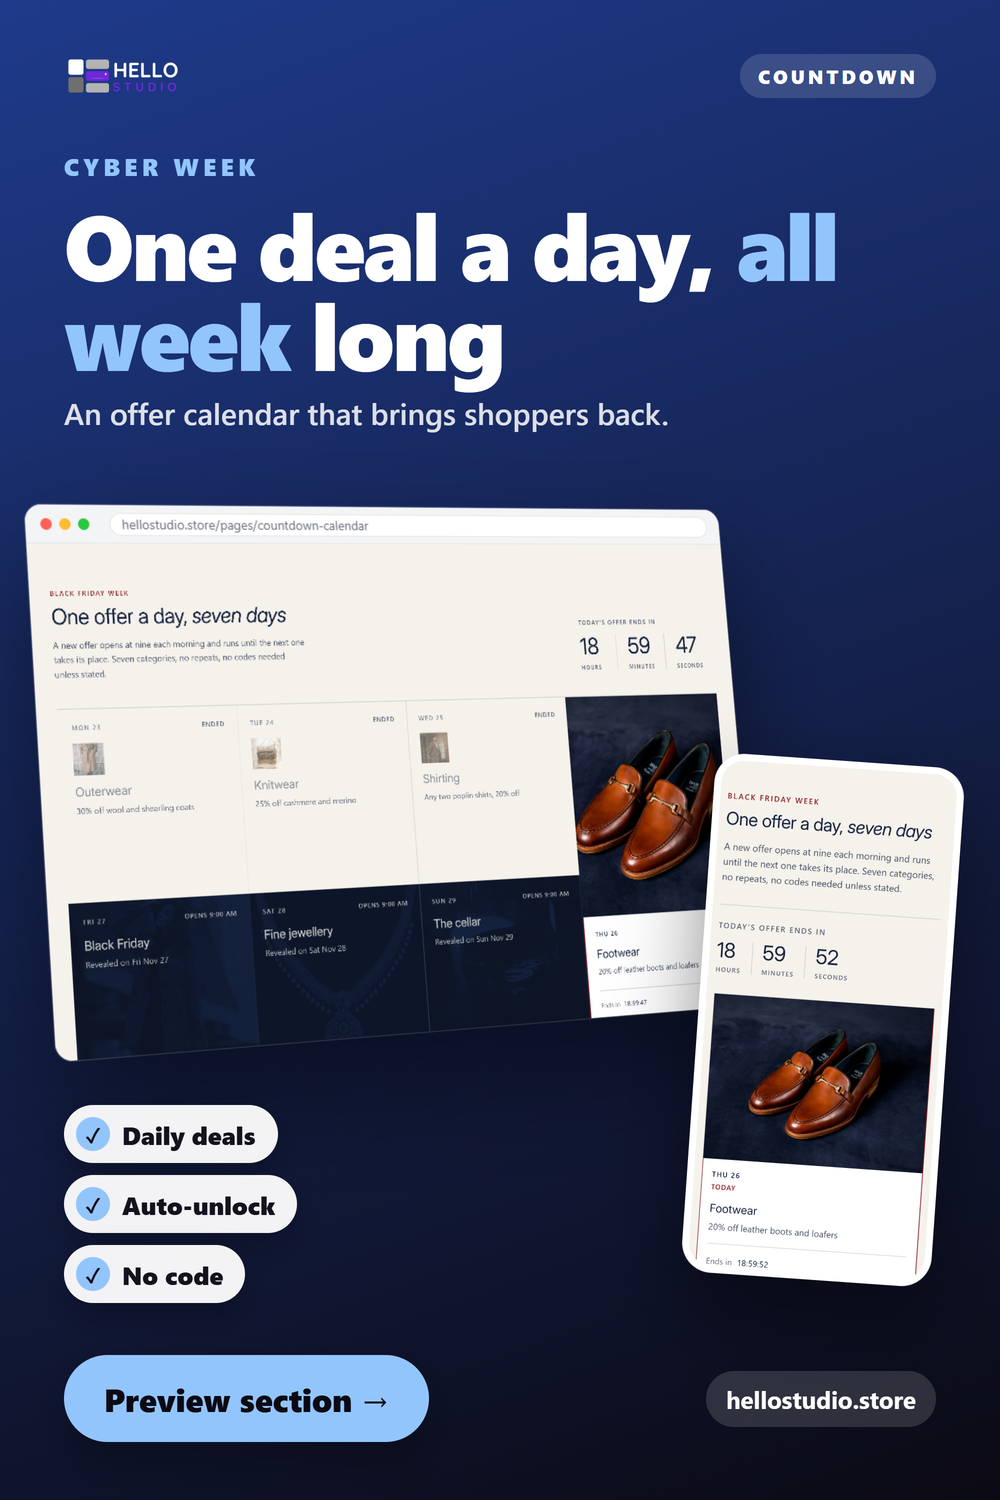 HELLO
STUDIO
COUNTDOWN
CYBER WEEK
One deal a day, all
week long
An offer calendar that brings shoppers back.
hellostudio.store/pages/countdown-calendar
BLACK FRIDAY WEEK
One offer a day, seven days
A new offer opens at nine each morning and runs until the next one
takes its place. Seven categories, no repeats, no codes needed
unless stated.
TODAY'S OFFER ENDS IN
18 59 47
HOURS MINUTES SECONDS
MON 23 ENDED
Outerwear
30% off wool and shearling coats
TUE 24 ENDED
Knitwear
25% off cashmere and merino
WED 25 ENDED
Shirting
Any two poplin shirts, 20% off
THU 26
Footwear
20% off leather boots and loafers
Ends in 18:59:47
FRI 27 OPENS 9:00 AM
Black Friday
Revealed on Fri Nov 27
SAT 28 OPENS 9:00 AM
Fine jewellery
Revealed on Sat Nov 28
SUN 29 OPENS 9:00 AM
The cellar
Revealed on Sun Nov 29
BLACK FRIDAY WEEK
One offer a day, seven days
A new offer opens at nine each morning and runs
until the next one takes its place. Seven categories,
no repeats, no codes needed unless stated.
TODAY'S OFFER ENDS IN
18 59 52
HOURS MINUTES SECONDS
THU 26
TODAY
Footwear
20% off leather boots and loafers
Ends in 18:59:52
Daily deals
Auto-unlock
No code
Preview section →
hellostudio.store